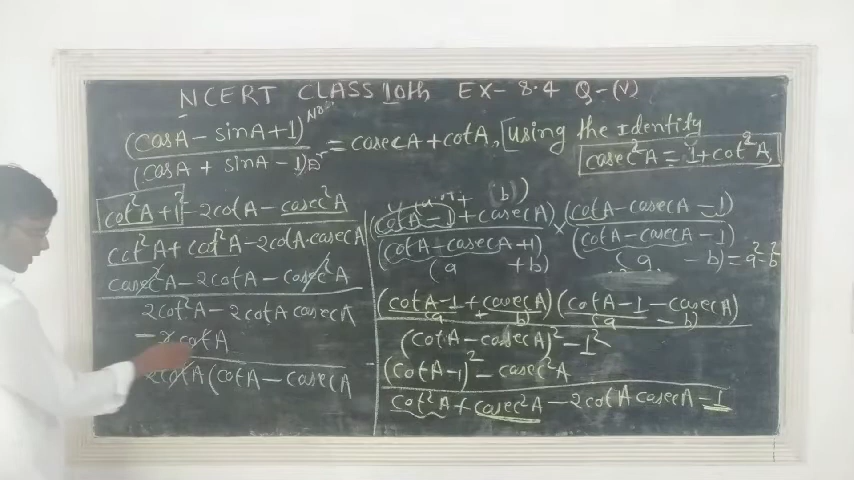 NCERT CLASS 10th EX- 8.4 Q-(V)
(cosA - sinA + 1) / (cosA + sinA - 1) = cosecA + cotA, [using the Identity
cosec²A = 1 + cot²A,
cot²A + 1² - 2cotA - cosec²A
cot²A + cot²A - 2cotA.cosecA
cosec²A - 2cotA - cosec²A
2cot²A - 2cotA cosecA
- 2cotA
2cotA (cotA - cosecA
(b)
(cotA - 1 + cosecA) × (cotA - cosecA - 1)
(cotA - cosecA + 1) (cotA - cosecA - 1)
(a + b) (a - b) = a² - b²
(cotA - 1 + cosecA) (cotA - 1 - cosecA)
(a + b) (a - b)
(cotA - cosecA)² - 1²
(cotA - 1)² - cosec²A
cot²A + cosec²A - 2cotA cosecA - 1